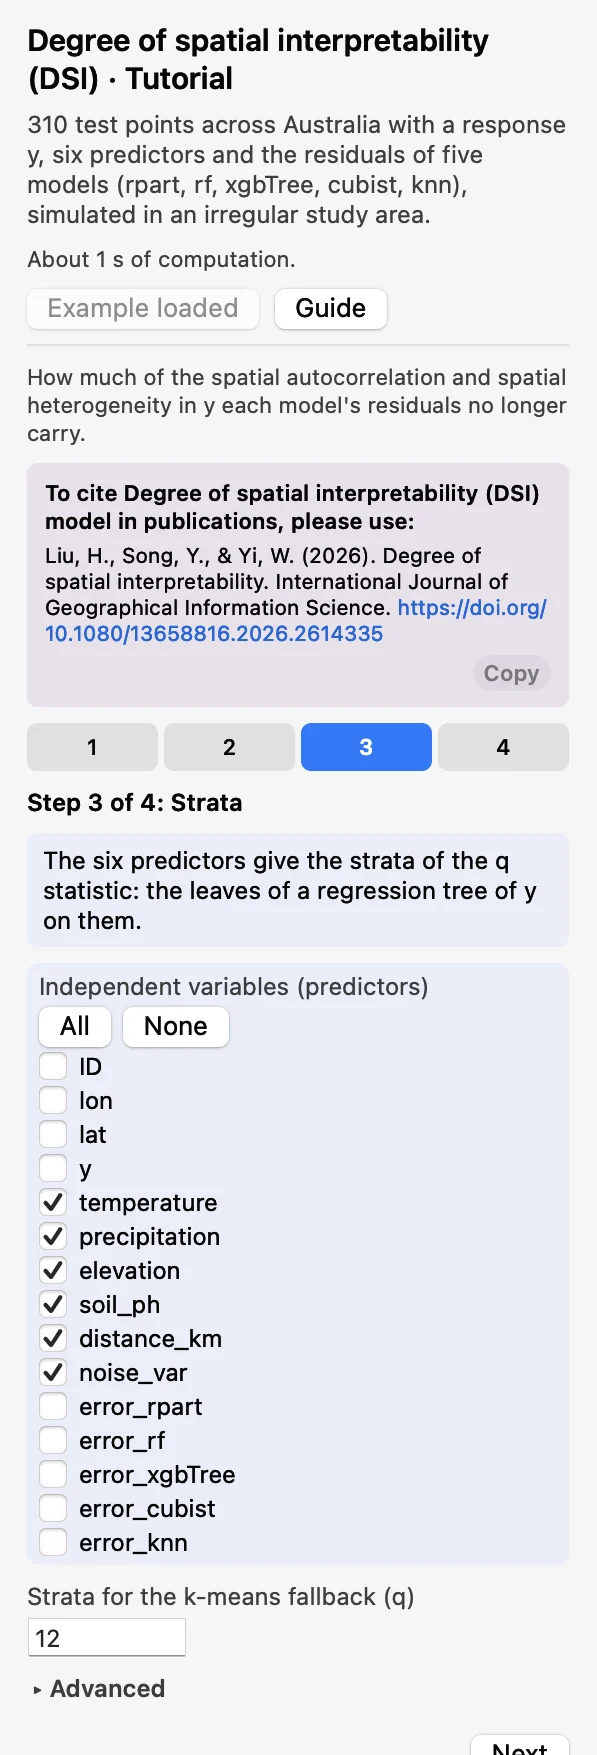 Degree of spatial interpretability
(DSI) · Tutorial
310 test points across Australia with a response
y, six predictors and the residuals of five
models (rpart, rf, xgbTree, cubist, knn),
simulated in an irregular study area.
About 1 s of computation.
Example loaded
Guide
How much of the spatial autocorrelation and spatial
heterogeneity in y each model's residuals no longer
carry.
To cite Degree of spatial interpretability (DSI)
model in publications, please use:
Liu, H., Song, Y., & Yi, W. (2026). Degree of
spatial interpretability. International Journal of
Geographical Information Science. https://doi.org/
10.1080/13658816.2026.2614335
Copy
1 2 3 4
Step 3 of 4: Strata
The six predictors give the strata of the q
statistic: the leaves of a regression tree of y
on them.
Independent variables (predictors)
All None
ID
lon
lat
y
temperature
precipitation
elevation
soil_ph
distance_km
noise_var
error_rpart
error_rf
error_xgbTree
error_cubist
error_knn
Strata for the k-means fallback (q)
12
Advanced
Next